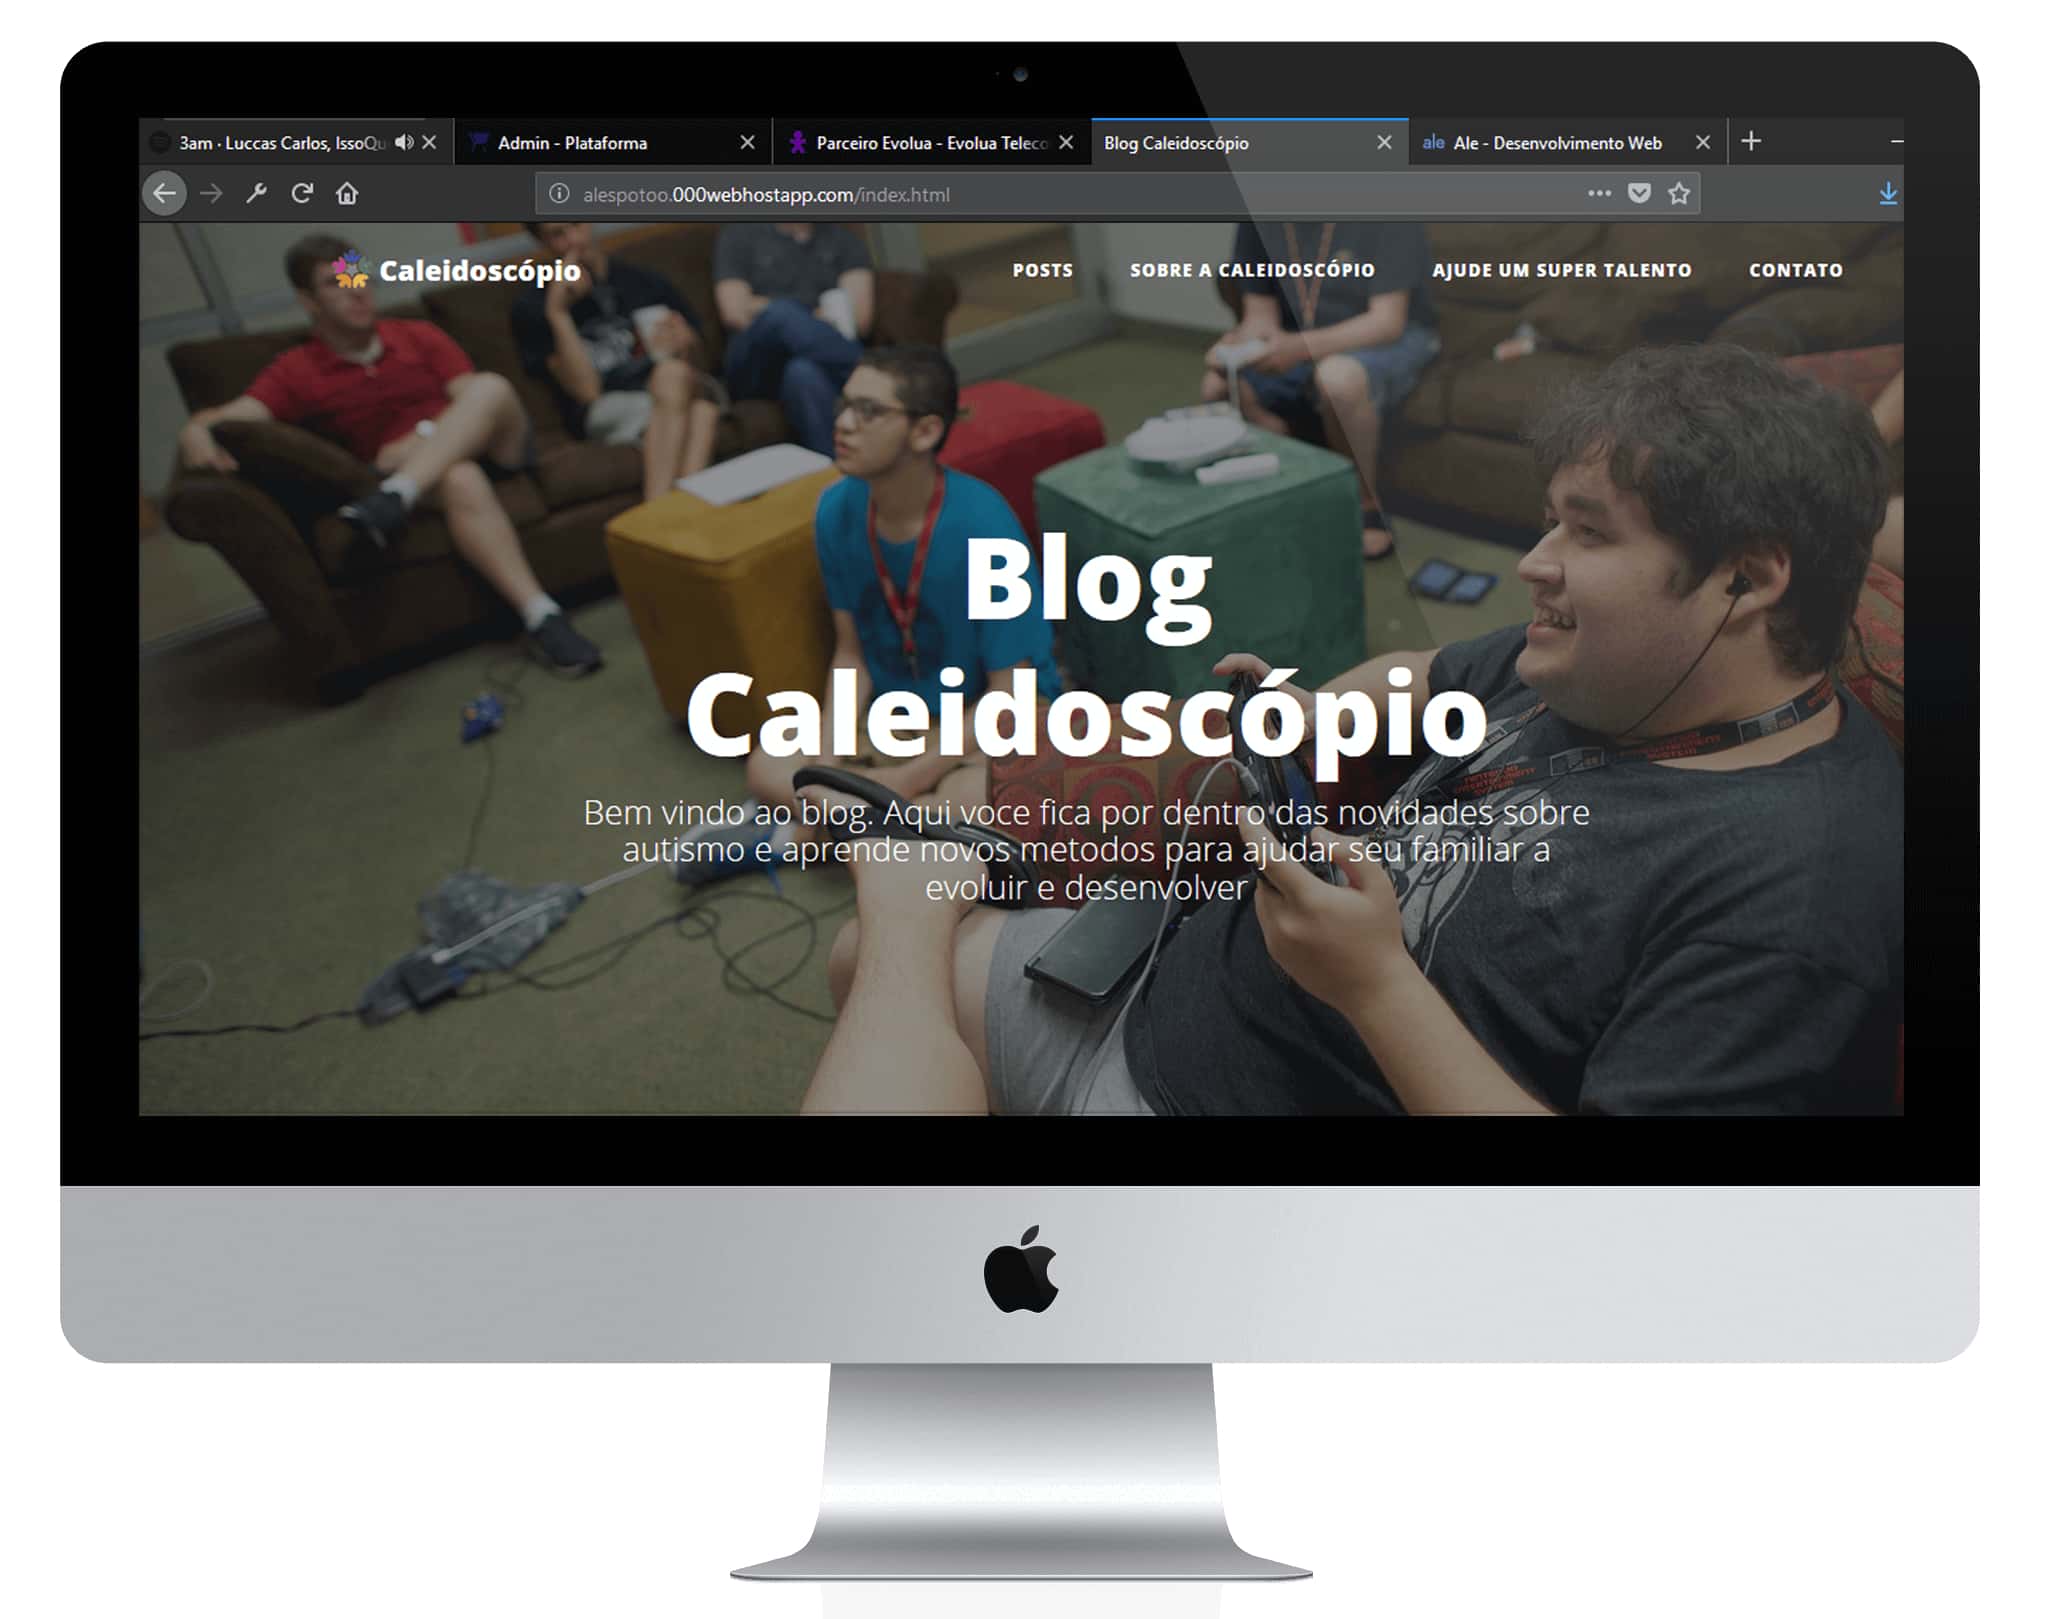 3am · Luccas Carlos, IssoQu
Admin - Plataforma
Parceiro Evolua - Evolua Teleco
Blog Caleidoscópio
ale Ale - Desenvolvimento Web
alespotoo.000webhostapp.com/index.html
Caleidoscópio
POSTS
SOBRE A CALEIDOSCÓPIO
AJUDE UM SUPER TALENTO
CONTATO
Blog
Caleidoscópio
Bem vindo ao blog. Aqui voce fica por dentro das novidades sobre
autismo e aprende novos metodos para ajudar seu familiar a
evoluir e desenvolver